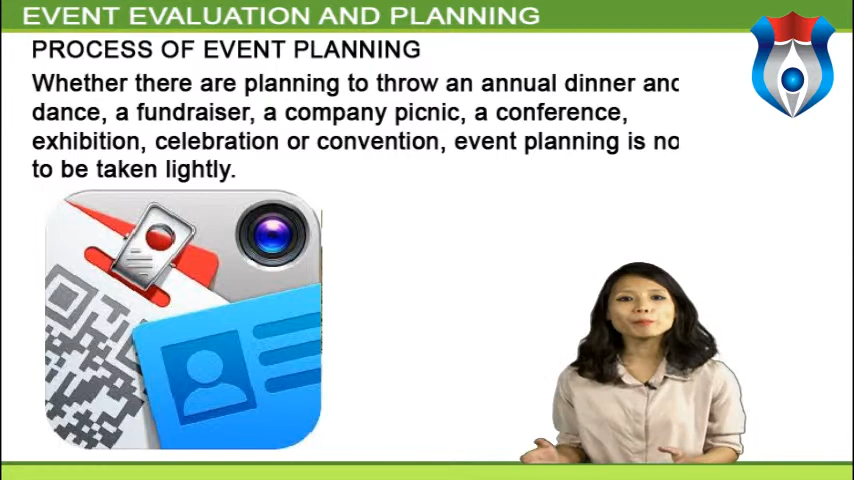 EVENT EVALUATION AND PLANNING
PROCESS OF EVENT PLANNING
Whether there are planning to throw an annual dinner and
dance, a fundraiser, a company picnic, a conference,
exhibition, celebration or convention, event planning is no
to be taken lightly.